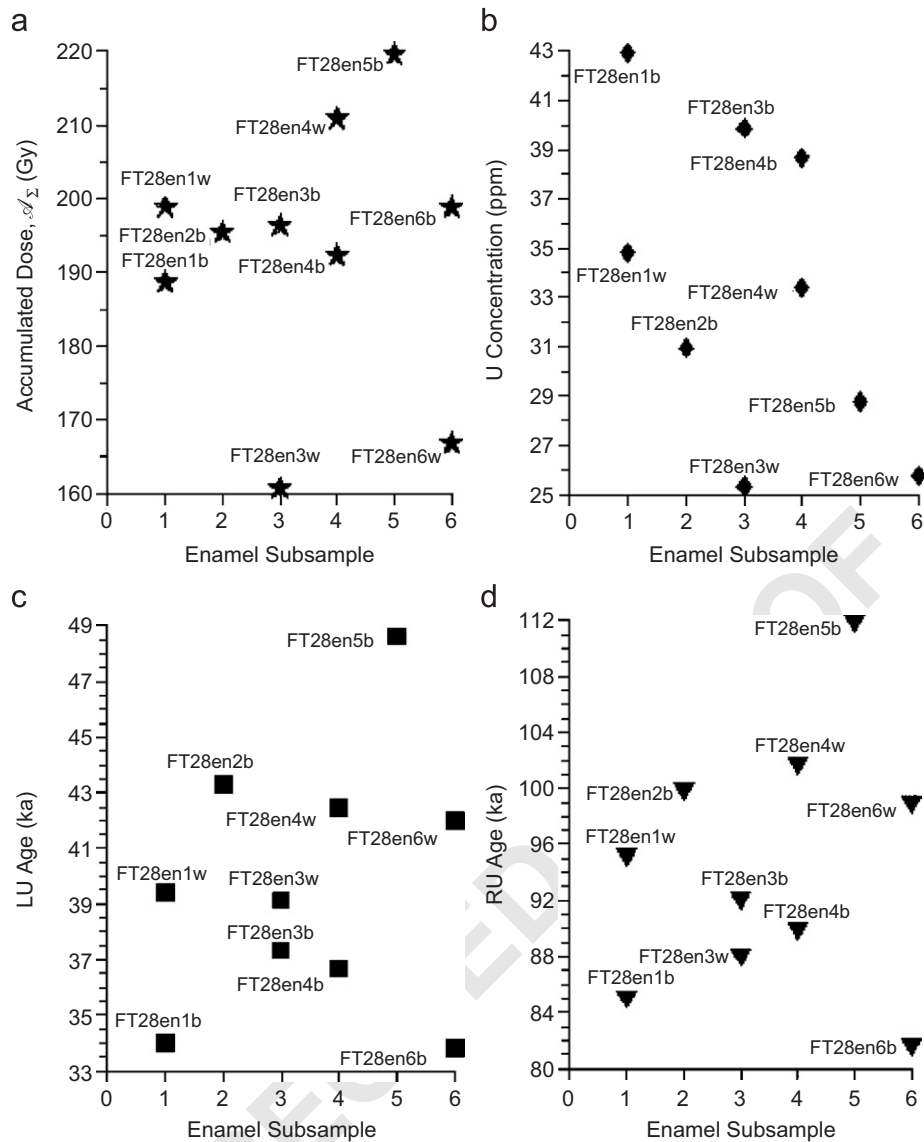 a
220
210
200
190
180
170
160
Accumulated Dose, 𝒜Σ (Gy)
FT28en5b
FT28en4w
FT28en1w
FT28en3b
FT28en2b
FT28en6b
FT28en1b
FT28en4b
FT28en3w
FT28en6w
0 1 2 3 4 5 6
Enamel Subsample
b
43
41
39
37
35
33
31
29
27
25
U Concentration (ppm)
FT28en1b
FT28en3b
FT28en4b
FT28en1w
FT28en4w
FT28en2b
FT28en5b
FT28en3w
FT28en6w
0 1 2 3 4 5 6
Enamel Subsample
c
49
47
45
43
41
39
37
35
33
LU Age (ka)
FT28en5b
FT28en2b
FT28en4w
FT28en6w
FT28en1w
FT28en3w
FT28en3b
FT28en4b
FT28en1b
FT28en6b
0 1 2 3 4 5 6
Enamel Subsample
d
112
108
104
100
96
92
88
84
80
RU Age (ka)
FT28en5b
FT28en4w
FT28en2b
FT28en6w
FT28en1w
FT28en3b
FT28en4b
FT28en3w
FT28en1b
FT28en6b
0 1 2 3 4 5 6
Enamel Subsample